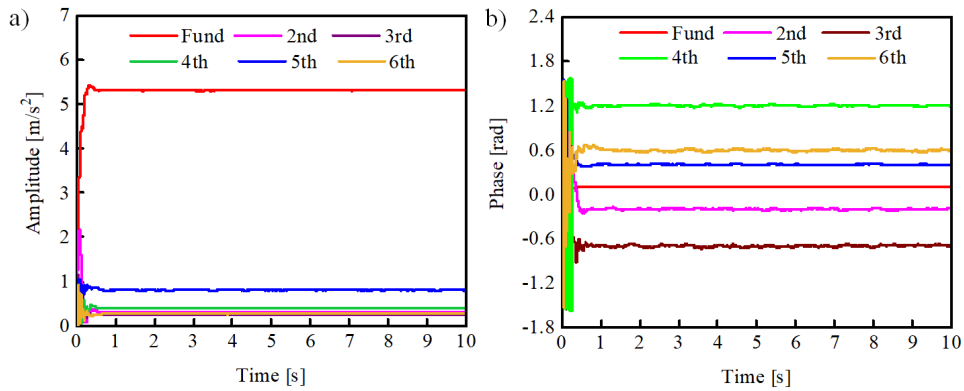 a)
Amplitude [m/s²]
7
6
5
4
3
2
1
0
Fund 2nd 3rd
4th 5th 6th
0 1 2 3 4 5 6 7 8 9 10
Time [s]
b)
Phase [rad]
2.4
1.8
1.2
0.6
0.0
-0.6
-1.2
-1.8
Fund 2nd 3rd
4th 5th 6th
0 1 2 3 4 5 6 7 8 9 10
Time [s]